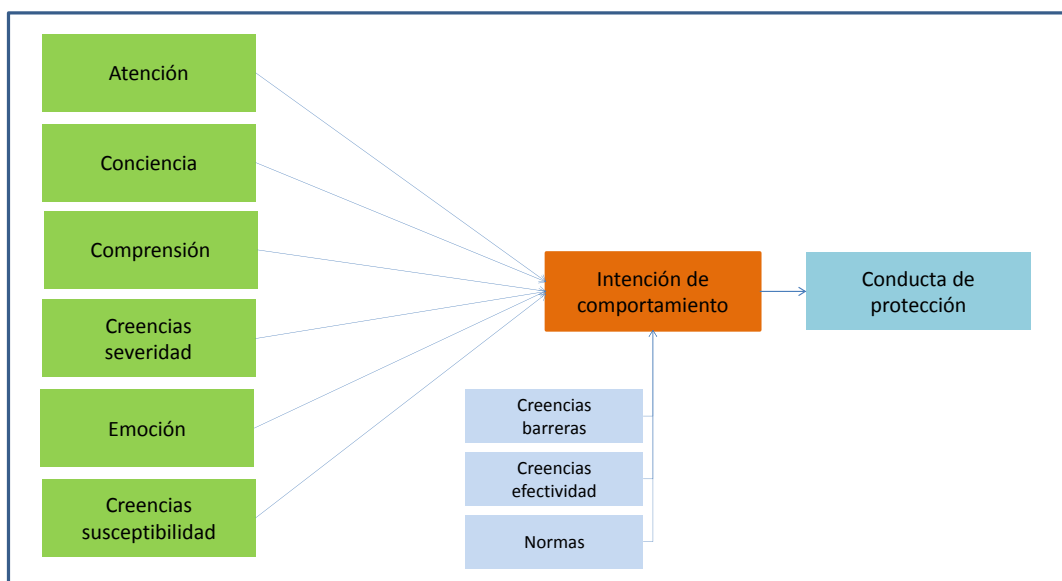 Atención
Conciencia
Comprensión
Creencias
severidad
Emoción
Creencias
susceptibilidad
Intención de
comportamiento
Conducta de
protección
Creencias
barreras
Creencias
efectividad
Normas